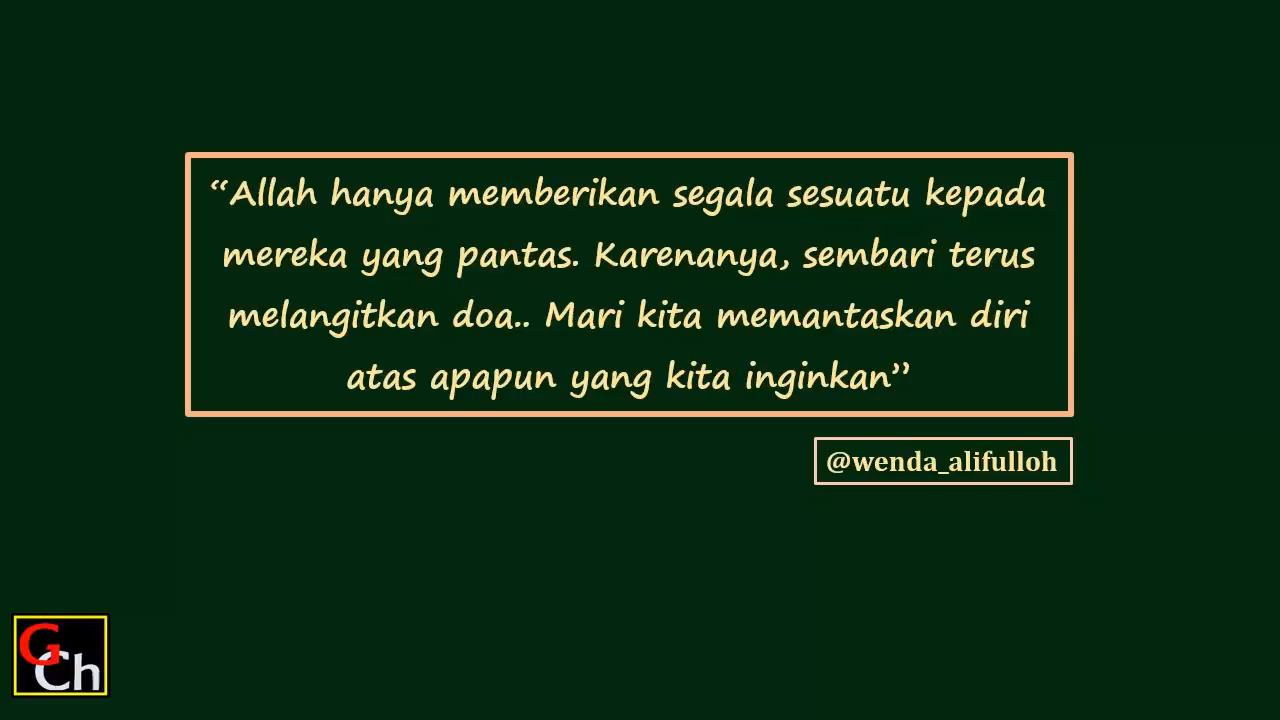 “Allah hanya memberikan segala sesuatu kepada
mereka yang pantas. Karenanya, sembari terus
melangitkan doa.. Mari kita memantaskan diri
atas apapun yang kita inginkan”
@wenda_alifulloh
GCh